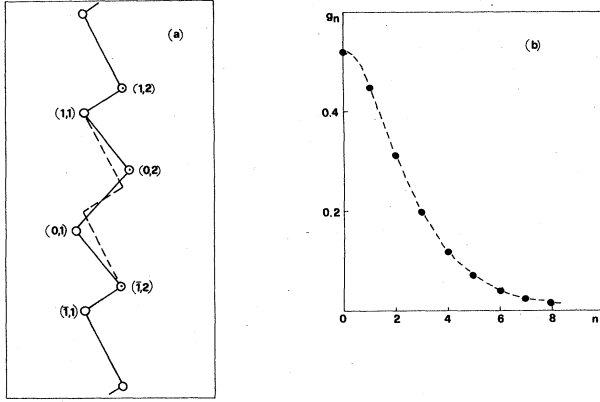 (a)
(1,2)
(1,1)
(0,2)
(0,1)
(1̄,2)
(1̄,1)
gn
(b)
0.4
0.2
0 2 4 6 8 n